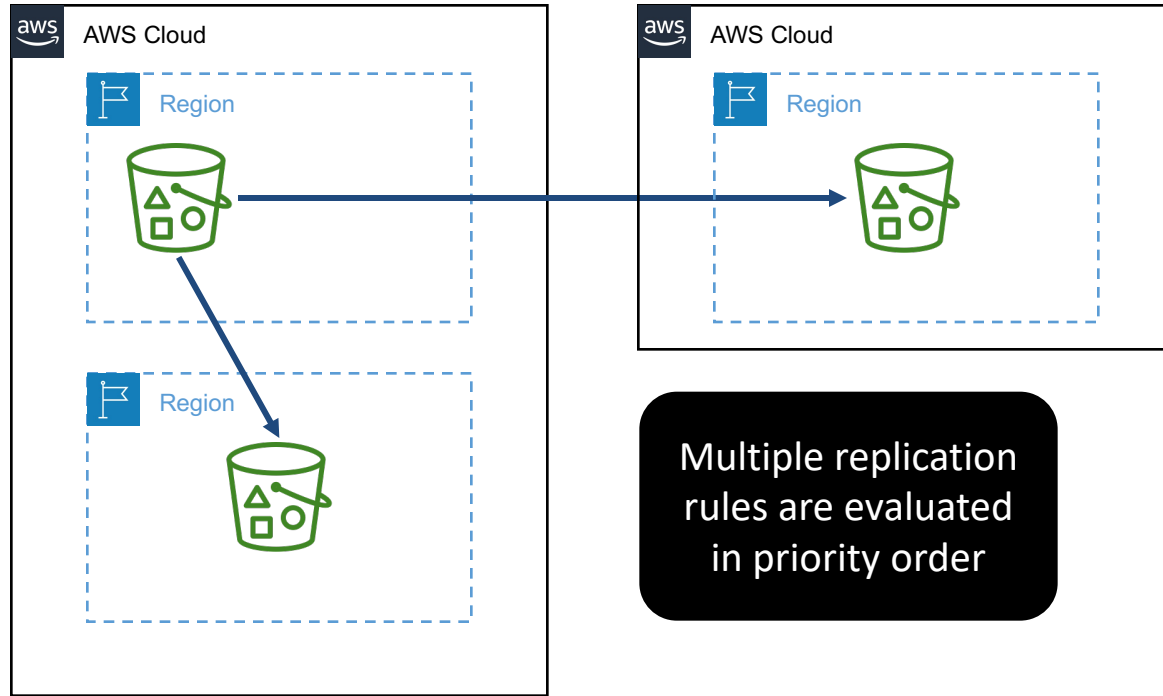 aws
AWS Cloud
Region
Region
aws
AWS Cloud
Region
Multiple replication
rules are evaluated
in priority order